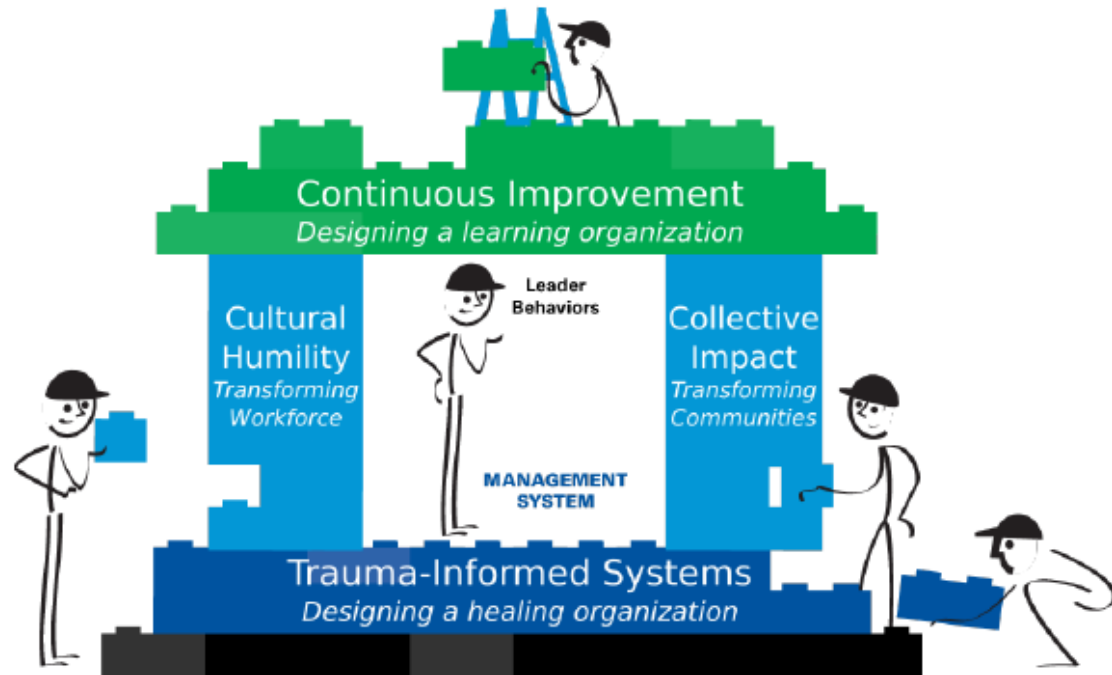 Continuous Improvement
Designing a learning organization
Leader
Behaviors
Cultural
Humility
Transforming
Workforce
Collective
Impact
Transforming
Communities
MANAGEMENT
SYSTEM
Trauma-Informed Systems
Designing a healing organization